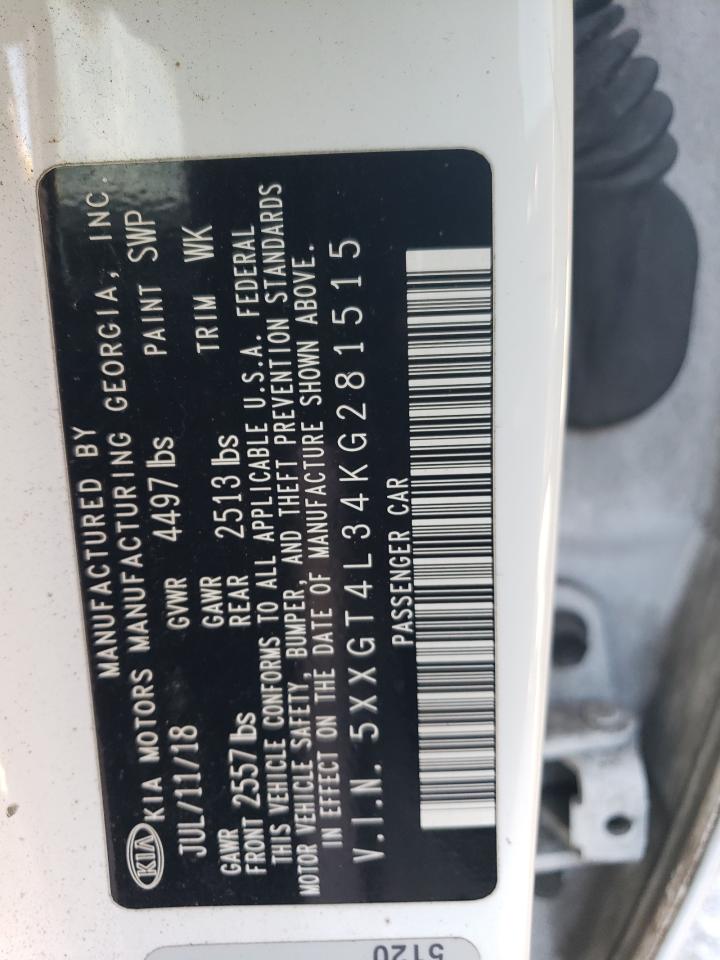 MANUFACTURED BY
KIA KIA MOTORS MANUFACTURING GEORGIA, INC.
JUL/11/18 GVWR 4497 lbs PAINT SWP
GAWR GAWR TRIM WK
FRONT 2557 lbs REAR 2513 lbs
THIS VEHICLE CONFORMS TO ALL APPLICABLE U.S.A. FEDERAL
MOTOR VEHICLE SAFETY, BUMPER, AND THEFT PREVENTION STANDARDS
IN EFFECT ON THE DATE OF MANUFACTURE SHOWN ABOVE.
V.I.N. 5XXGT4L34KG281515
PASSENGER CAR
5120